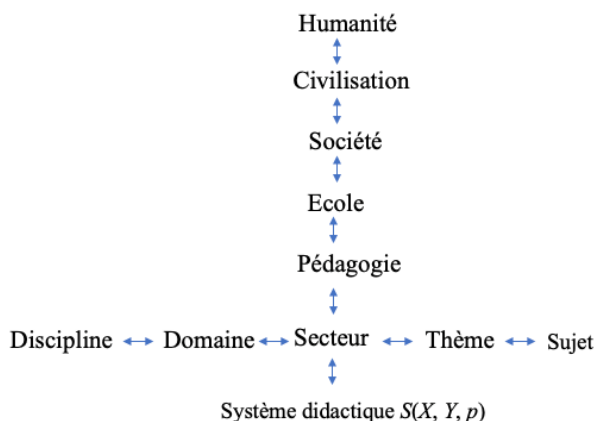 Humanité
Civilisation
Société
Ecole
Pédagogie
Discipline Domaine Secteur Thème Sujet
Système didactique S(X, Y, p)